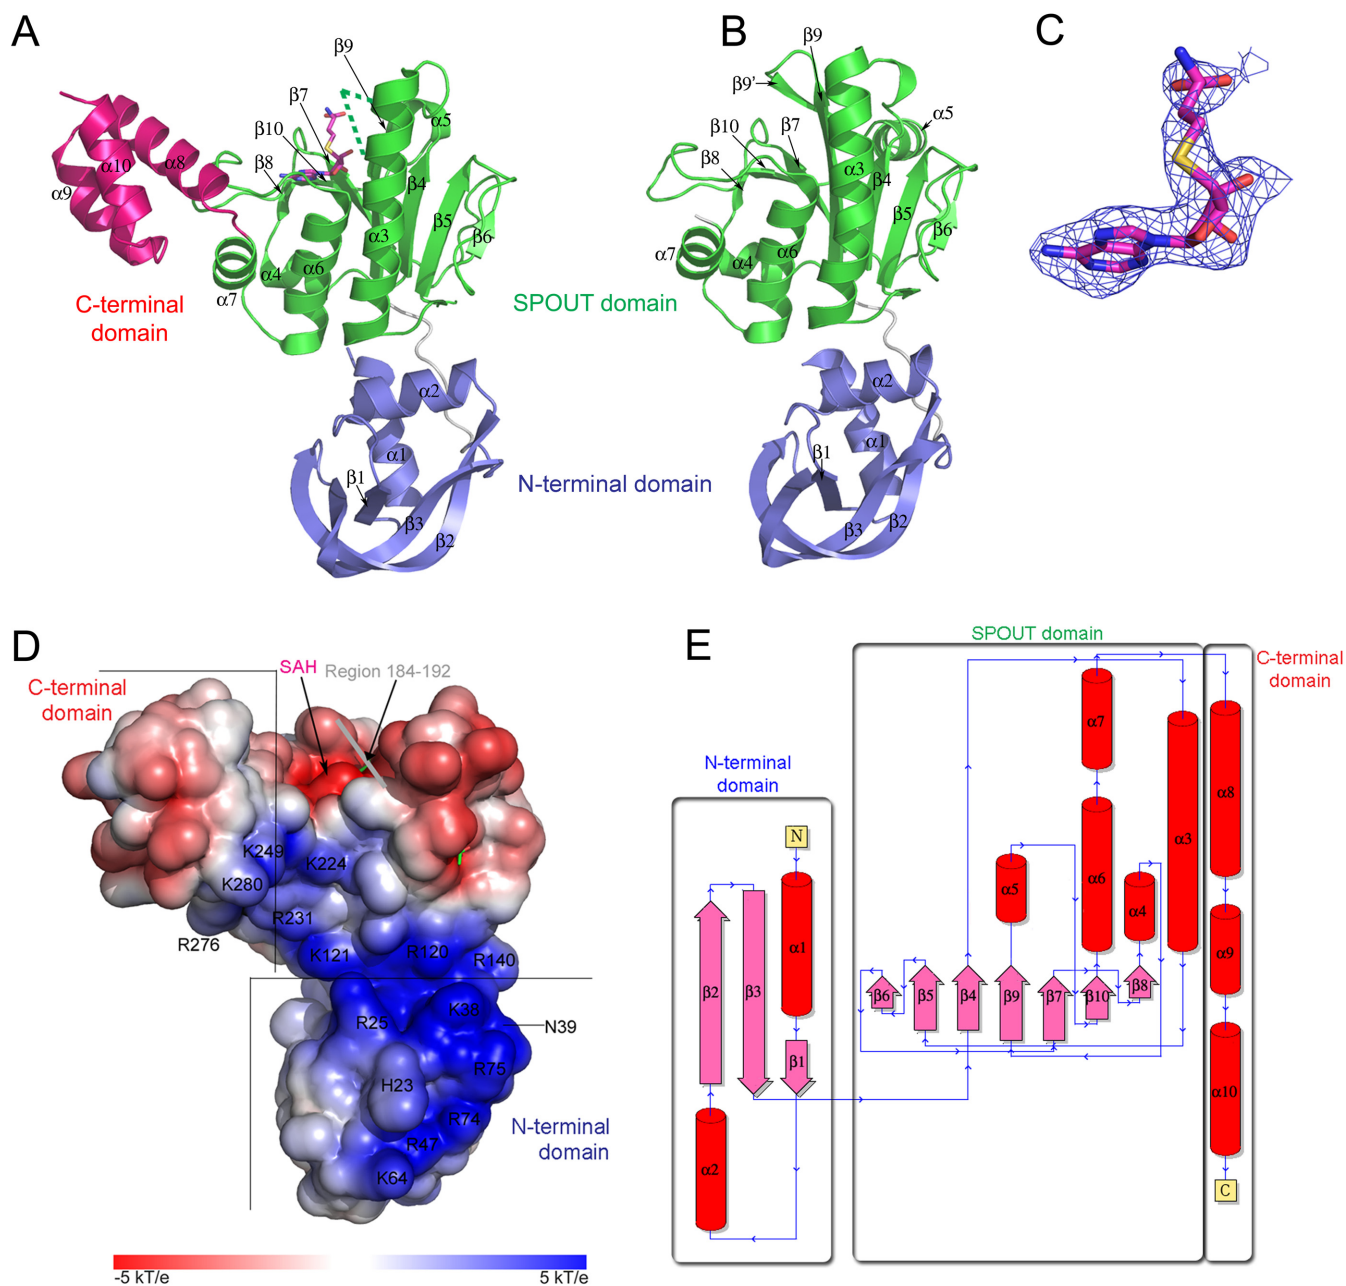 A
β9
β7
β10
β8
α5
α10
α8
α9
β4
β5
β6
α3
α4
α6
α7
C-terminal
domain
α2
α1
β1
β3
β2
SPOUT domain
N-terminal domain
B
β9
β9'
β10
β7
β8
α5
α3
β4
β5
β6
α7
α4
α6
α2
α1
β1
β3
β2
C
D
C-terminal
domain
SAH
Region 184-192
K249
K224
K280
R231
R276
K121
R120
R140
R25
K38
N39
R75
H23
R74
R47
K64
N-terminal
domain
-5 kT/e
5 kT/e
E
SPOUT domain
C-terminal
domain
N-terminal
domain
N
α1
β2
β3
β1
α2
α7
α3
α8
α5
α6
α4
α9
β6
β5
β4
β9
β7
β10
β8
α10
C